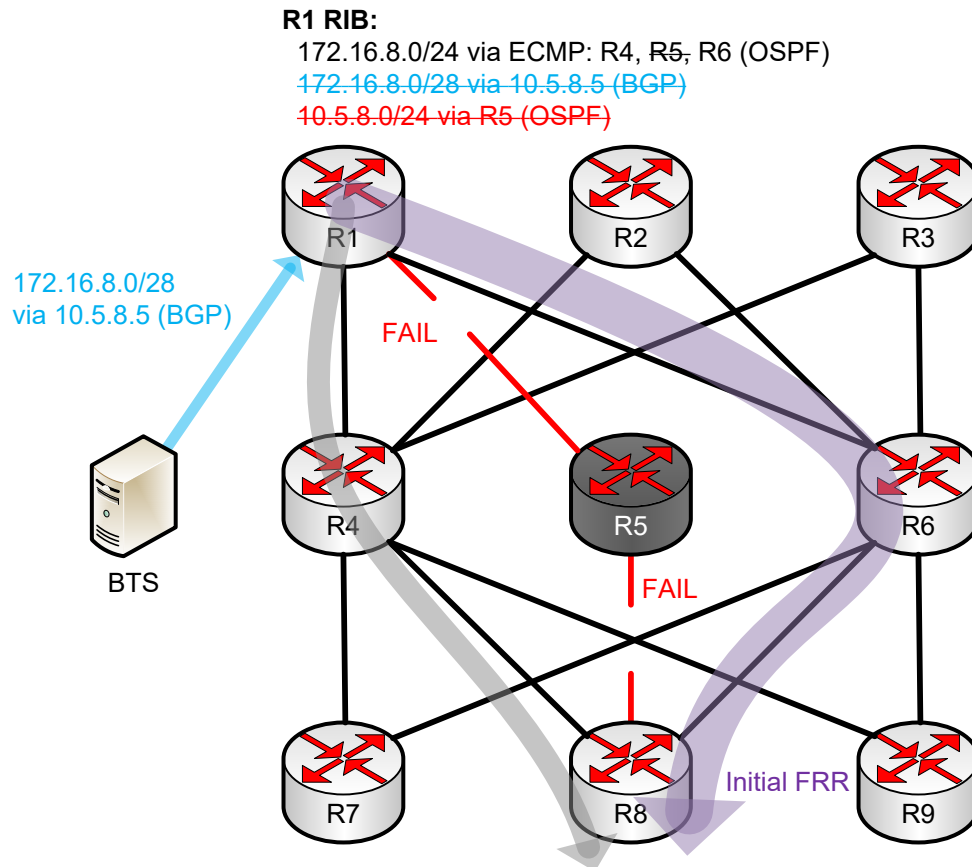 R1 RIB:
172.16.8.0/24 via ECMP: R4, R5, R6 (OSPF)
172.16.8.0/28 via 10.5.8.5 (BGP)
10.5.8.0/24 via R5 (OSPF)
R1
R2
R3
172.16.8.0/28
via 10.5.8.5 (BGP)
FAIL
R4
R5
R6
BTS
FAIL
Initial FRR
R7
R8
R9